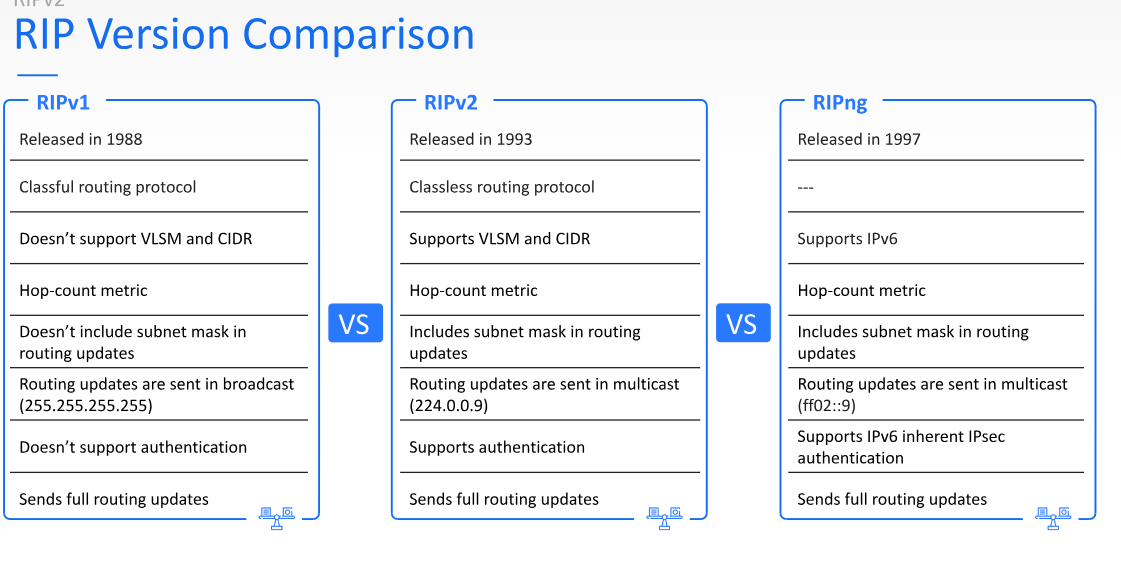 RIPv2
RIP Version Comparison
RIPv1
Released in 1988
Classful routing protocol
Doesn’t support VLSM and CIDR
Hop-count metric
Doesn’t include subnet mask in
routing updates
Routing updates are sent in broadcast
(255.255.255.255)
Doesn’t support authentication
Sends full routing updates
VS
RIPv2
Released in 1993
Classless routing protocol
Supports VLSM and CIDR
Hop-count metric
Includes subnet mask in routing
updates
Routing updates are sent in multicast
(224.0.0.9)
Supports authentication
Sends full routing updates
VS
RIPng
Released in 1997
---
Supports IPv6
Hop-count metric
Includes subnet mask in routing
updates
Routing updates are sent in multicast
(ff02::9)
Supports IPv6 inherent IPsec
authentication
Sends full routing updates